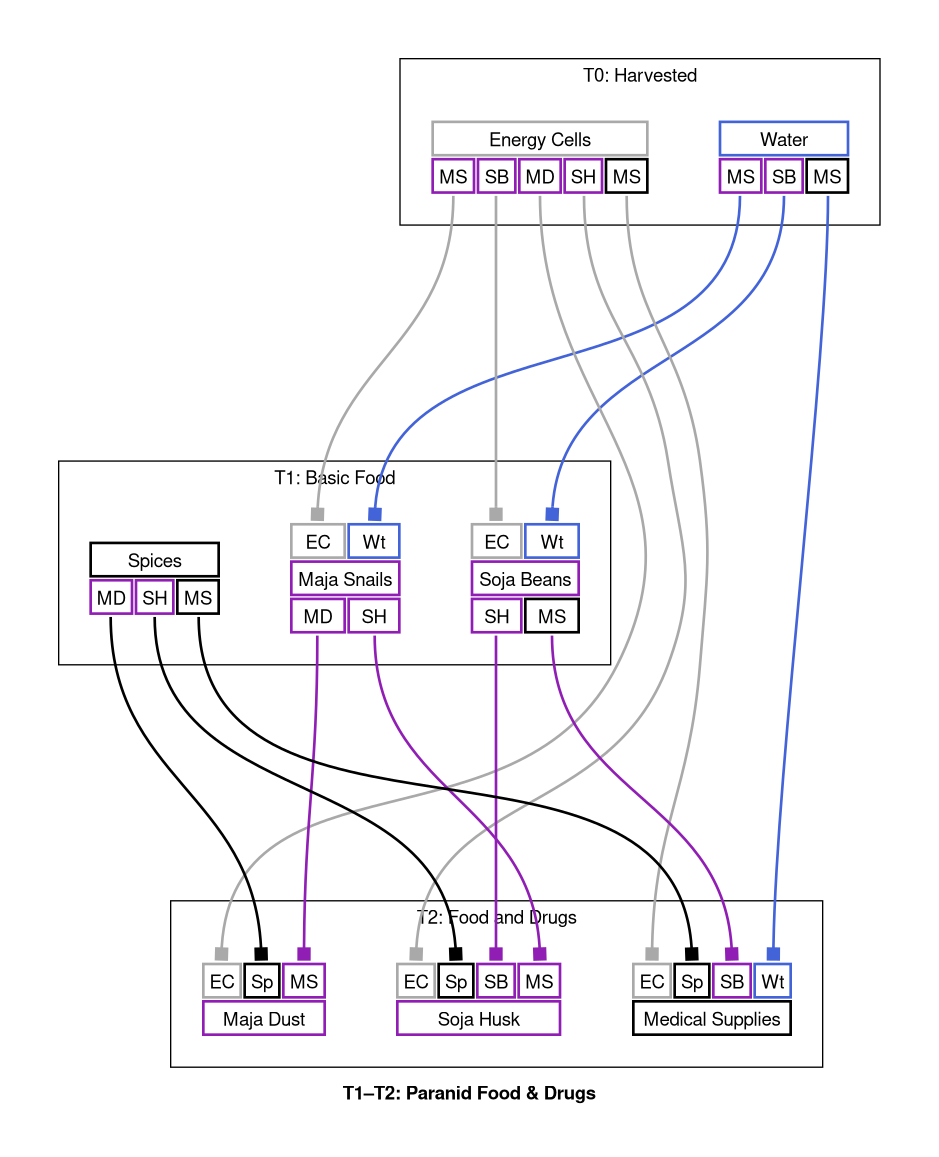 T0: Harvested
Energy Cells
MS SB MD SH MS
Water
MS SB MS
T1: Basic Food
Spices
MD SH MS
EC Wt
Maja Snails
MD SH
EC Wt
Soja Beans
SH MS
T2: Food and Drugs
EC Sp MS
Maja Dust
EC Sp SB MS
Soja Husk
EC Sp SB Wt
Medical Supplies
T1–T2: Paranid Food & Drugs